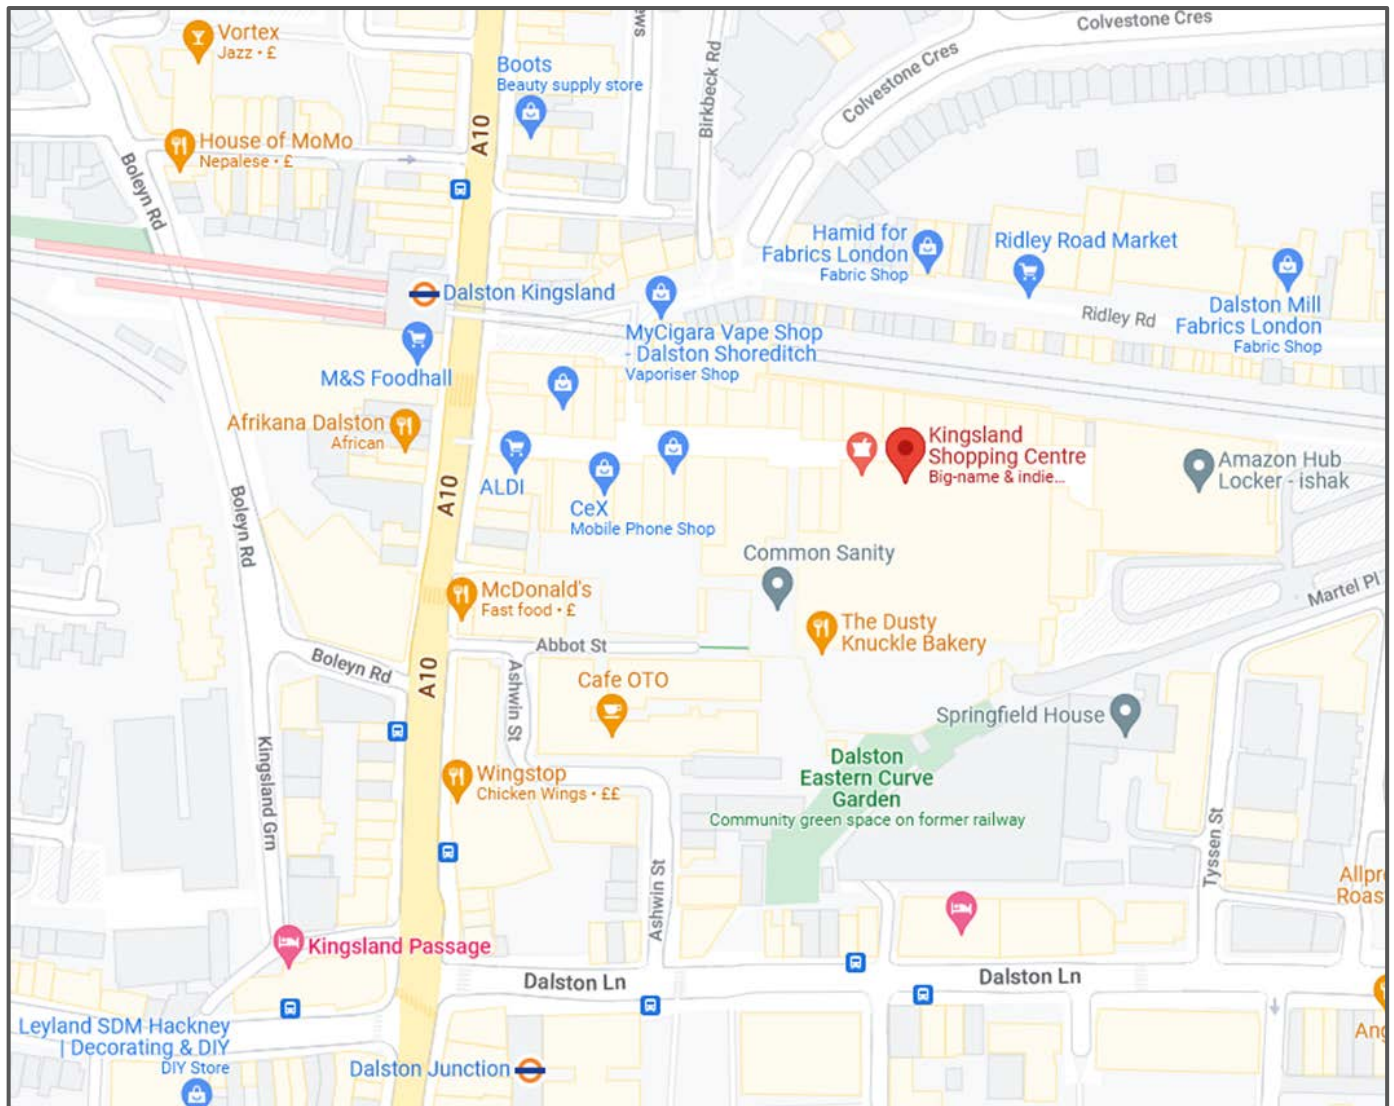 Vortex
Jazz • £
House of MoMo
Nepalese • £
Boots
Beauty supply store
A10
ews
Birkbeck Rd
Colvestone Cres
Colvestone Cres
Boleyn Rd
Dalston Kingsland
M&S Foodhall
Afrikana Dalston
African
MyCigara Vape Shop
- Dalston Shoreditch
Vaporiser Shop
Hamid for
Fabrics London
Fabric Shop
Ridley Road Market
Ridley Rd
Dalston Mill
Fabrics London
Fabric Shop
Boleyn Rd
A10
ALDI
CeX
Mobile Phone Shop
Kingsland
Shopping Centre
Big-name & indie...
Amazon Hub
Locker - ishak
Common Sanity
McDonald's
Fast food • £
The Dusty
Knuckle Bakery
Martel Pl
Abbot St
Boleyn Rd
A10
Ashwin St
Cafe OTO
Springfield House
Kingsland Grn
Wingstop
Chicken Wings • ££
Dalston
Eastern Curve
Garden
Community green space on former railway
Tyssen St
Ashwin St
Allpr
Roas
Kingsland Passage
Dalston Ln
Dalston Ln
Leyland SDM Hackney
| Decorating & DIY
DIY Store
Dalston Junction
Ang